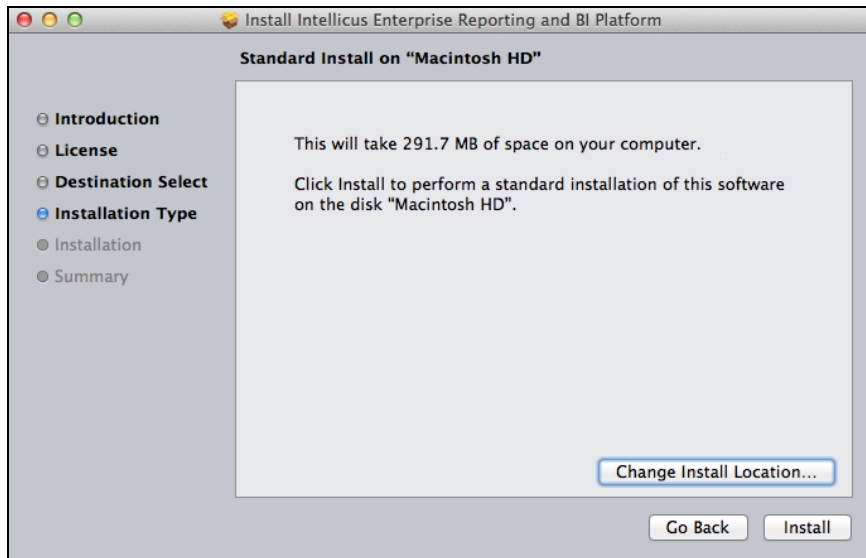 Install Intellicus Enterprise Reporting and BI Platform
Standard Install on “Macintosh HD”
Introduction
License
Destination Select
Installation Type
Installation
Summary
This will take 291.7 MB of space on your computer.
Click Install to perform a standard installation of this software
on the disk “Macintosh HD”.
Change Install Location...
Go Back
Install